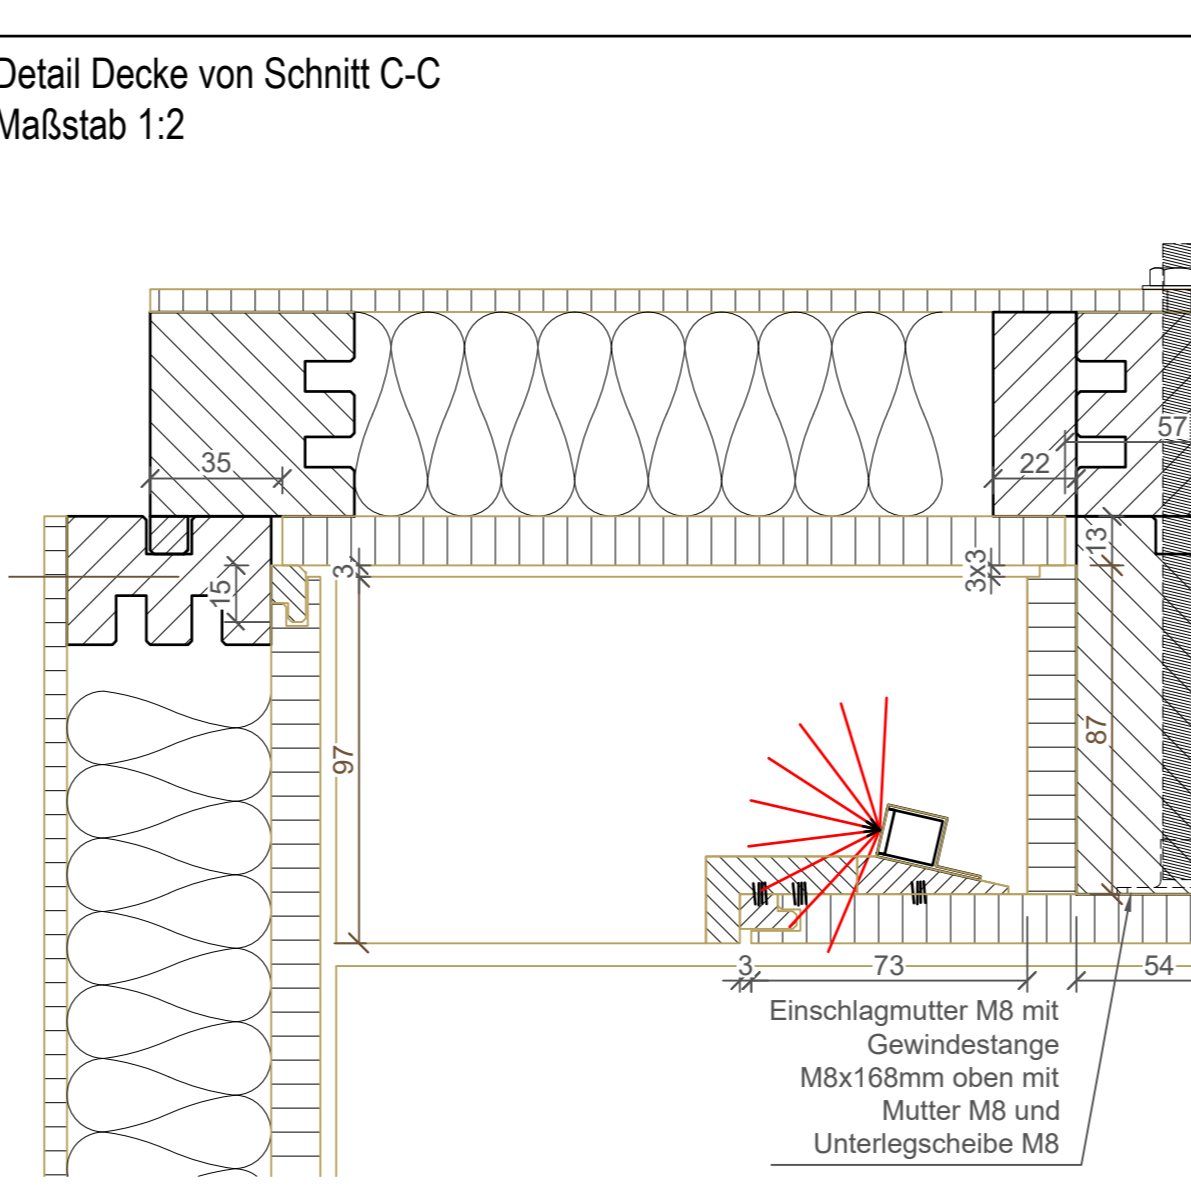 Detail Decke von Schnitt C-C
Maßstab 1:2
57
35
22
13
3
3x3
15
97
87
3
73
54
Einschlagmutter M8 mit
Gewindestange
M8x168mm oben mit
Mutter M8 und
Unterlegscheibe M8